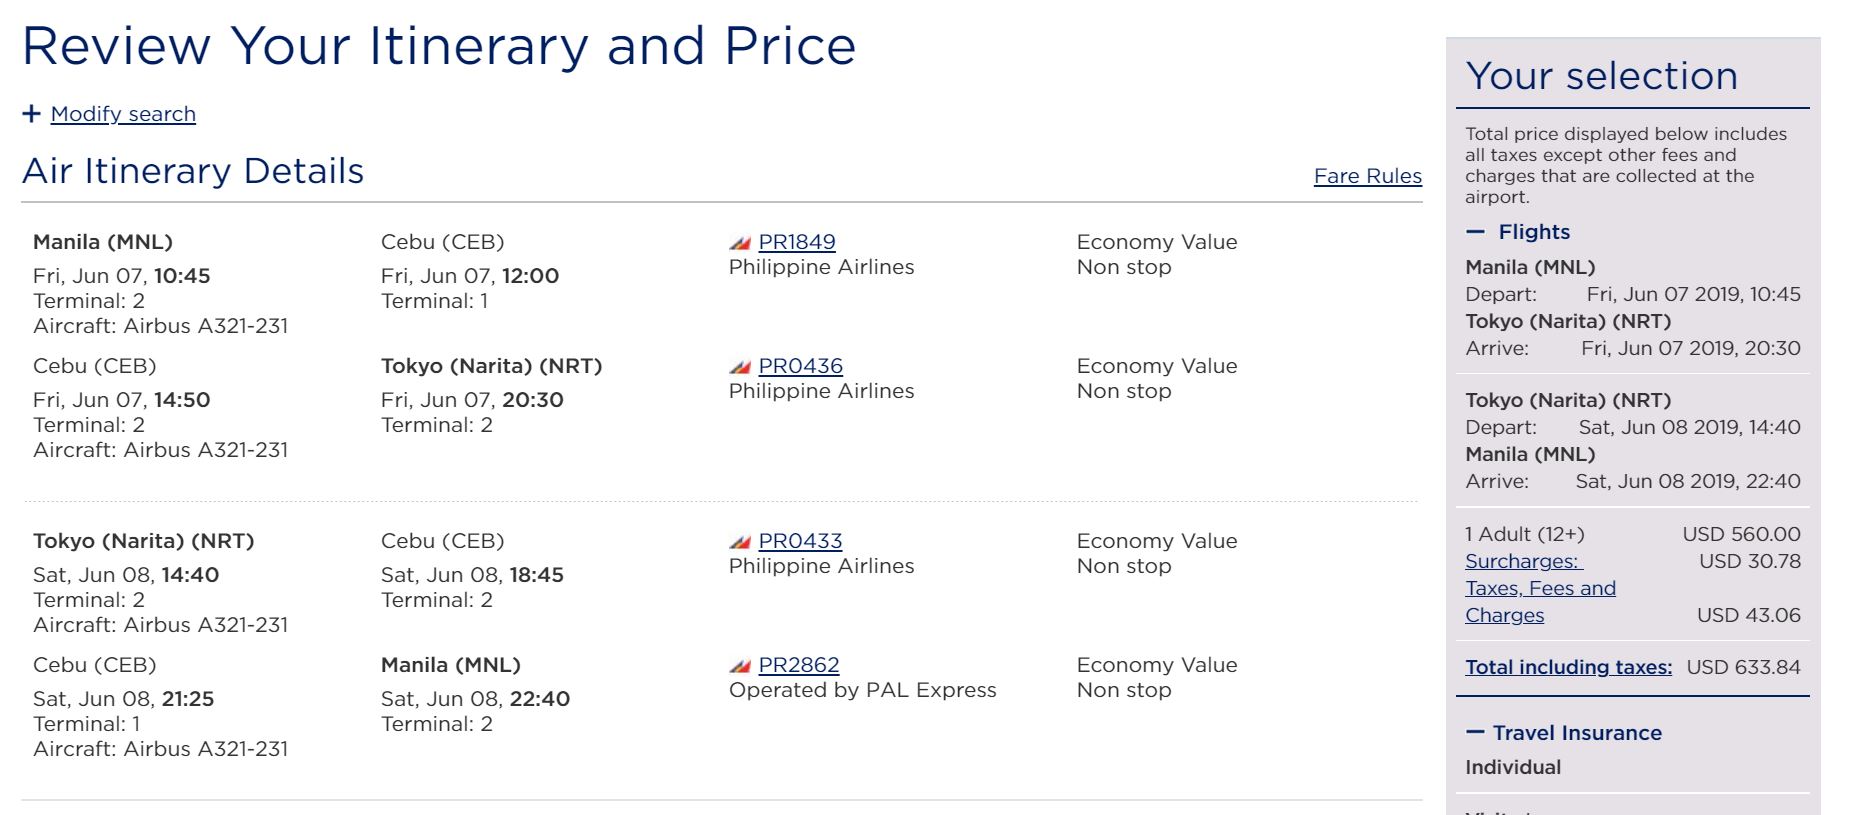 Review Your Itinerary and Price
+ Modify search
Air Itinerary Details
Fare Rules
Manila (MNL)
Fri, Jun 07, 10:45
Terminal: 2
Aircraft: Airbus A321-231
Cebu (CEB)
Fri, Jun 07, 12:00
Terminal: 1
PR1849
Philippine Airlines
Economy Value
Non stop
Cebu (CEB)
Fri, Jun 07, 14:50
Terminal: 2
Aircraft: Airbus A321-231
Tokyo (Narita) (NRT)
Fri, Jun 07, 20:30
Terminal: 2
PR0436
Philippine Airlines
Economy Value
Non stop
Tokyo (Narita) (NRT)
Sat, Jun 08, 14:40
Terminal: 2
Aircraft: Airbus A321-231
Cebu (CEB)
Sat, Jun 08, 18:45
Terminal: 2
PR0433
Philippine Airlines
Economy Value
Non stop
Cebu (CEB)
Sat, Jun 08, 21:25
Terminal: 1
Aircraft: Airbus A321-231
Manila (MNL)
Sat, Jun 08, 22:40
Terminal: 2
PR2862
Operated by PAL Express
Economy Value
Non stop
Your selection
Total price displayed below includes
all taxes except other fees and
charges that are collected at the
airport.
— Flights
Manila (MNL)
Depart: Fri, Jun 07 2019, 10:45
Tokyo (Narita) (NRT)
Arrive: Fri, Jun 07 2019, 20:30
Tokyo (Narita) (NRT)
Depart: Sat, Jun 08 2019, 14:40
Manila (MNL)
Arrive: Sat, Jun 08 2019, 22:40
1 Adult (12+) USD 560.00
Surcharges: USD 30.78
Taxes, Fees and
Charges USD 43.06
Total including taxes: USD 633.84
— Travel Insurance
Individual